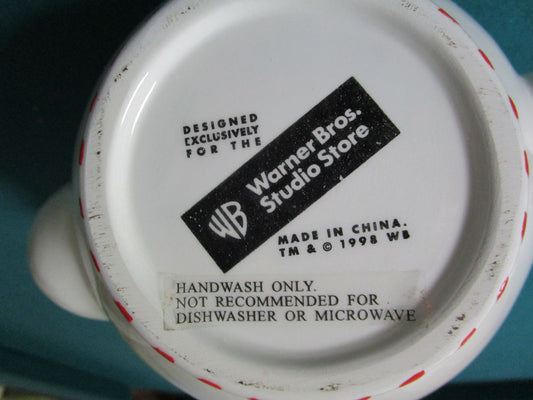 DESIGNED
EXCLUSIVELY
FOR THE
WB
Warner Bros.
Studio Store
MADE IN CHINA.
TM & © 1998 WB
HANDWASH ONLY.
NOT RECOMMENDED FOR
DISHWASHER OR MICROWAVE